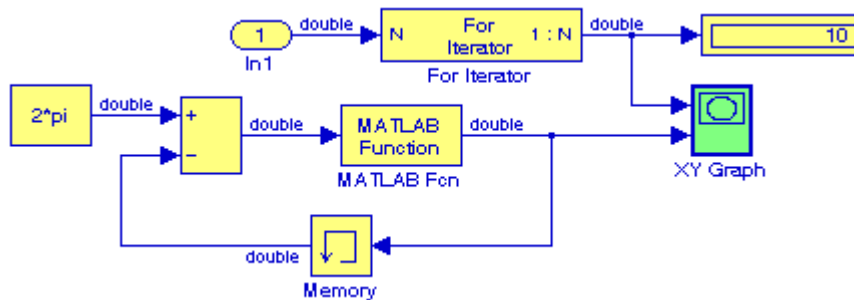 double
1
In1
N
For
Iterator
1 : N
For Iterator
double
10
2*pi
double
+
−
double
MATLAB
Function
MATLAB Fcn
double
XY Graph
double
Memory